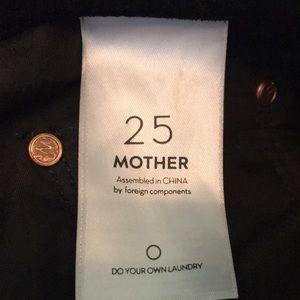 25
MOTHER
Assembled in CHINA
by foreign components
DO YOUR OWN LAUNDRY